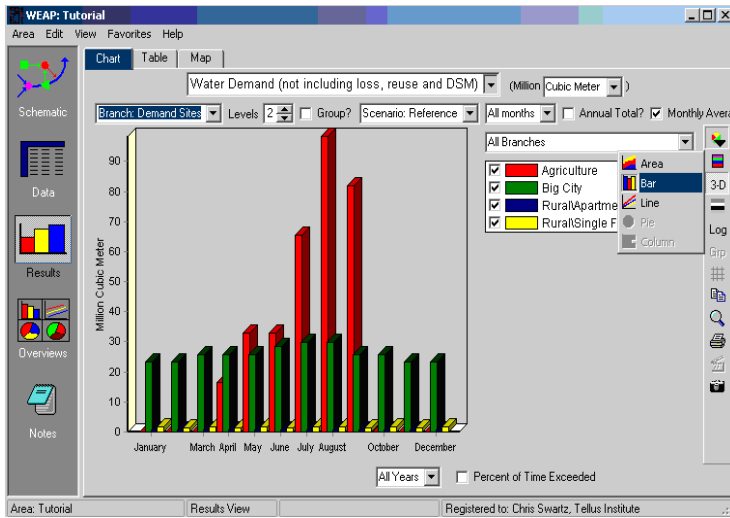 WEAP: Tutorial
Area Edit View Favorites Help
Schematic
Data
Results
Overviews
Notes
Chart Table Map
Water Demand (not including loss, reuse and DSM) (Million Cubic Meter )
Branch: Demand Sites Levels 2 Group? Scenario: Reference All months Annual Total? Monthly Avera
All Branches
Agriculture
Big City
Rural\Apartme
Rural\Single F
Area
Bar
Line
Pie
Column
3-D
Log
Grp
Million Cubic Meter
90
80
70
60
50
40
30
20
10
0
January March April May June July August October December
All Years Percent of Time Exceeded
Area: Tutorial Results View Registered to: Chris Swartz, Tellus Institute